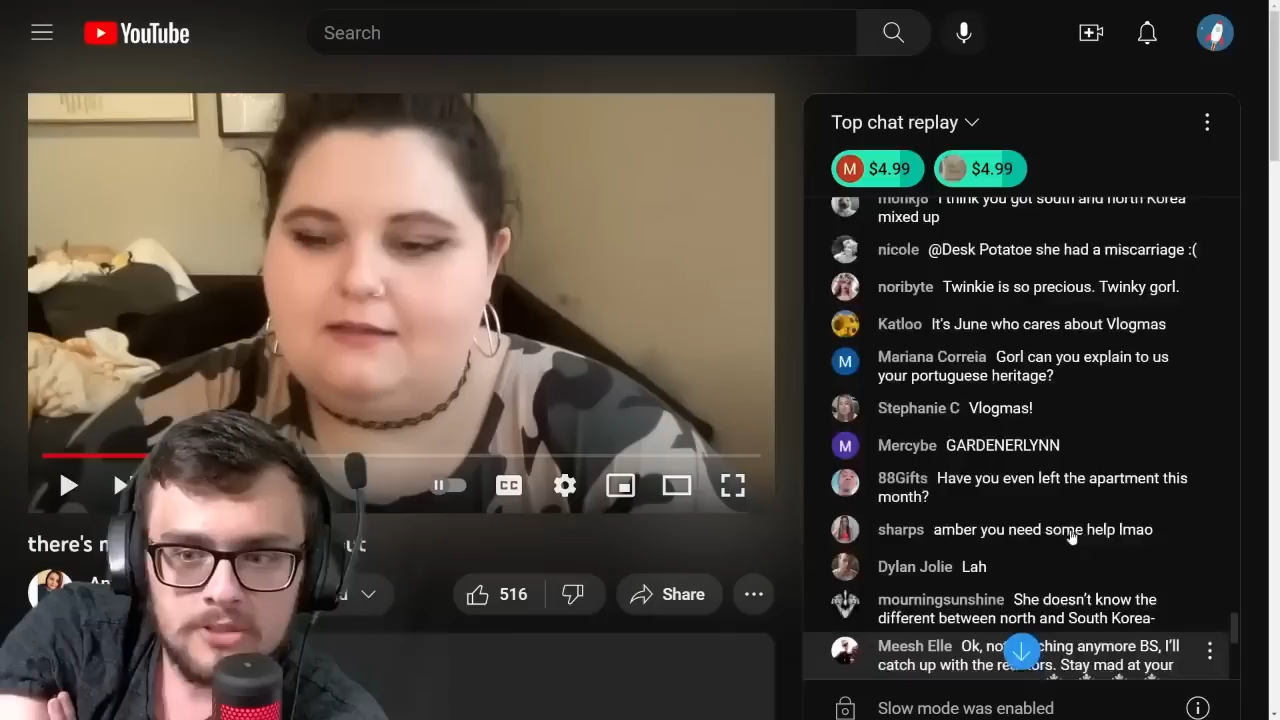 YouTube
Search
Top chat replay
M $4.99
$4.99
monkj8 I think you got south and north Korea
mixed up
nicole @Desk Potatoe she had a miscarriage :(
noribyte Twinkie is so precious. Twinky gorl.
Katloo It's June who cares about Vlogmas
M Mariana Correia Gorl can you explain to us
your portuguese heritage?
Stephanie C Vlogmas!
M Mercybe GARDENERLYNN
88Gifts Have you even left the apartment this
month?
sharps amber you need some help lmao
Dylan Jolie Lah
mourningsunshine She doesn’t know the
different between north and South Korea-
Meesh Elle Ok, anymore BS, I’ll
catch up with the Stay mad at your
Slow mode was enabled
CC
there's
516
Share